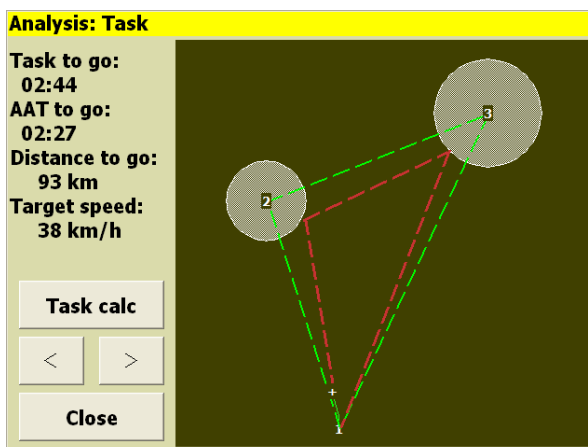 Analysis: Task
Task to go:
02:44
AAT to go:
02:27
Distance to go:
93 km
Target speed:
38 km/h
Task calc
< >
Close
3
2
1